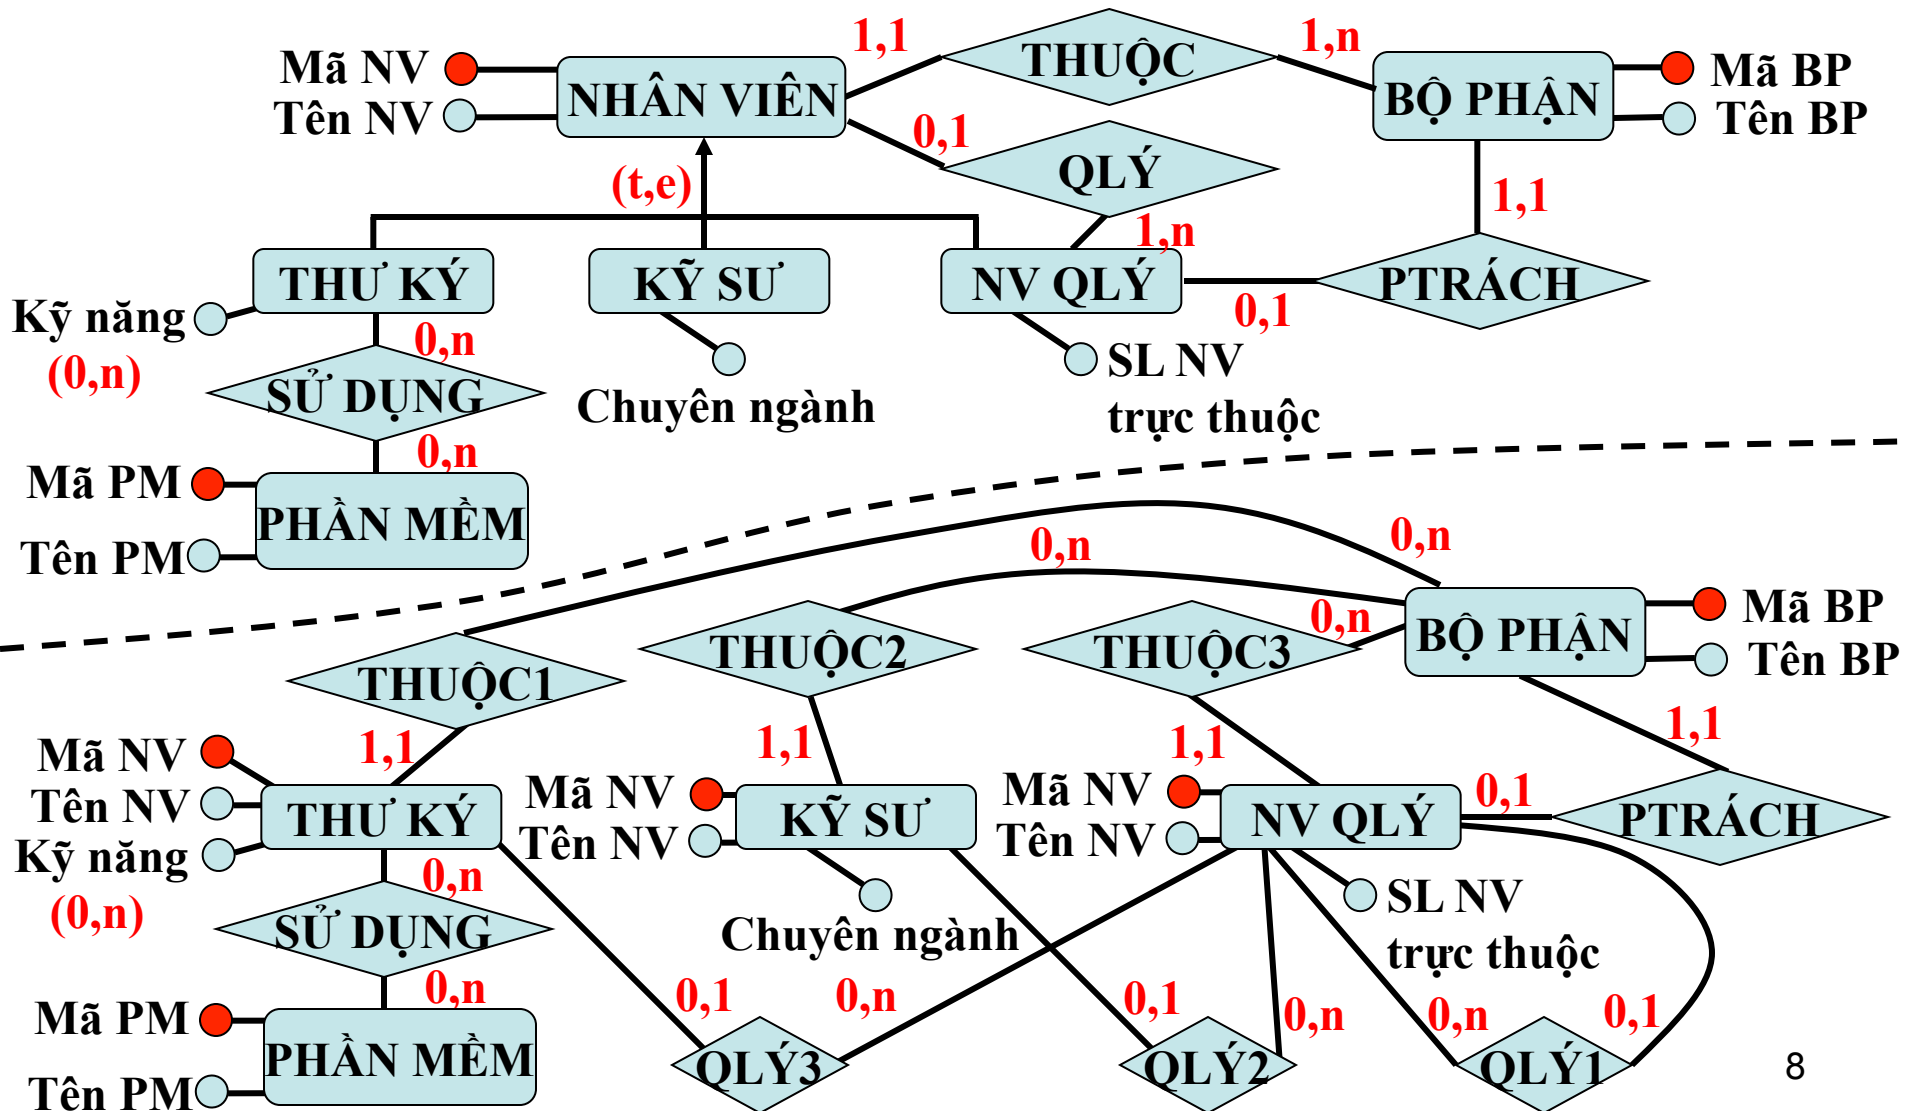 1,1
THUỘC
1,n
Mã NV
NHÂN VIÊN
BỘ PHẬN
Mã BP
Tên NV
Tên BP
0,1
QLÝ
(t,e)
1,1
1,n
THƯ KÝ
KỸ SƯ
NV QLÝ
PTRÁCH
0,1
Kỹ năng
(0,n)
0,n
SỬ DỤNG
0,n
Chuyên ngành
SL NV
trực thuộc
Mã PM
PHẦN MỀM
Tên PM
0,n
0,n
0,n
BỘ PHẬN
Mã BP
Tên BP
THUỘC1
THUỘC2
THUỘC3
1,1
1,1
1,1
1,1
Mã NV
Tên NV
Kỹ năng
(0,n)
THƯ KÝ
Mã NV
Tên NV
KỸ SƯ
Mã NV
Tên NV
NV QLÝ
0,1
PTRÁCH
0,n
SỬ DỤNG
0,n
Chuyên ngành
SL NV
trực thuộc
Mã PM
PHẦN MỀM
Tên PM
0,1
QLÝ3
0,n
0,1
QLÝ2
0,n
0,n
QLÝ1
0,1
8